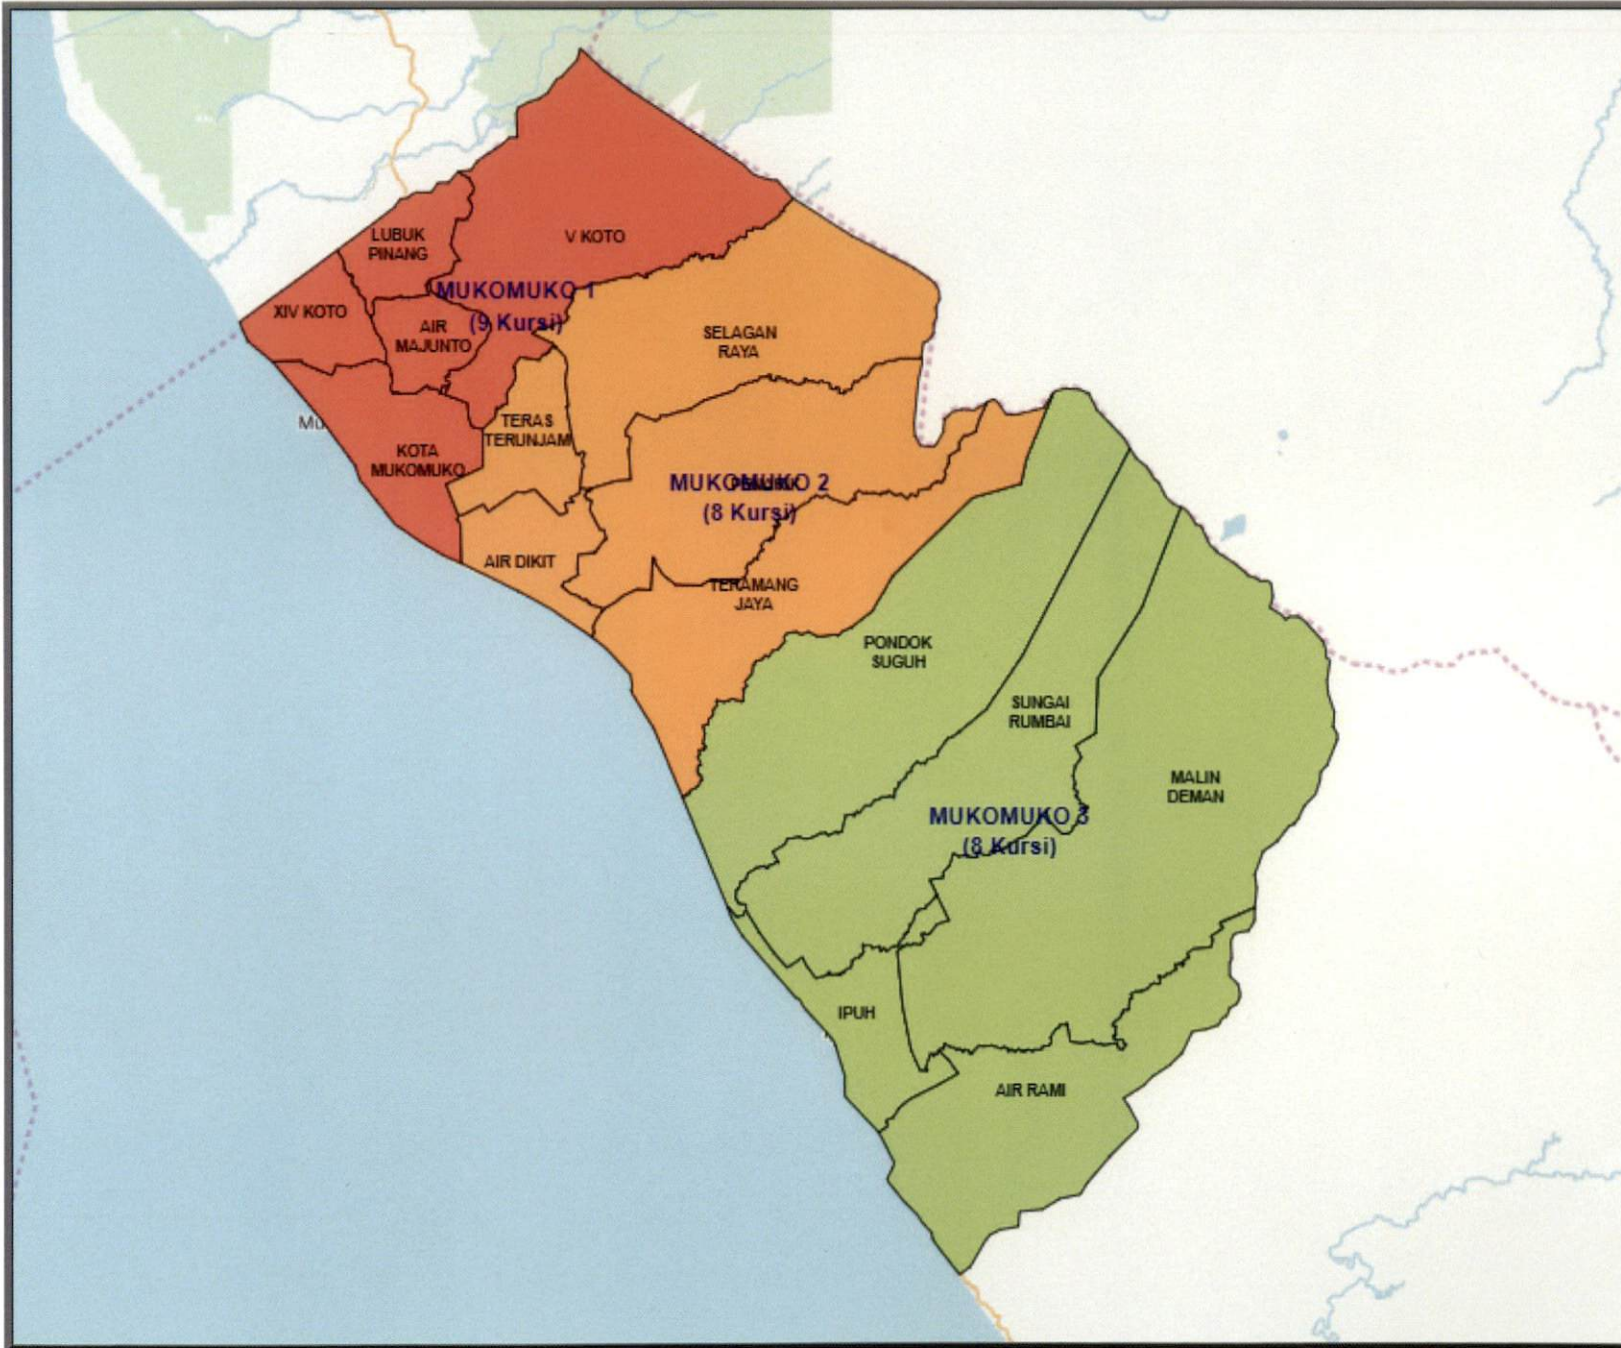 LUBUK
PINANG
V KOTO
MUKOMUKO 1
(9 Kursi)
XIV KOTO
AIR
MAJUNTO
SELAGAN
RAYA
TERAS
TERUNJAM
KOTA
MUKOMUKO
MUKOMUKO 2
(8 Kursi)
AIR DIKIT
TERAMANG
JAYA
PONDOK
SUGUH
SUNGAI
RUMBAI
MALIN
DEMAN
MUKOMUKO 3
(8 Kursi)
IPUH
AIR RAMI